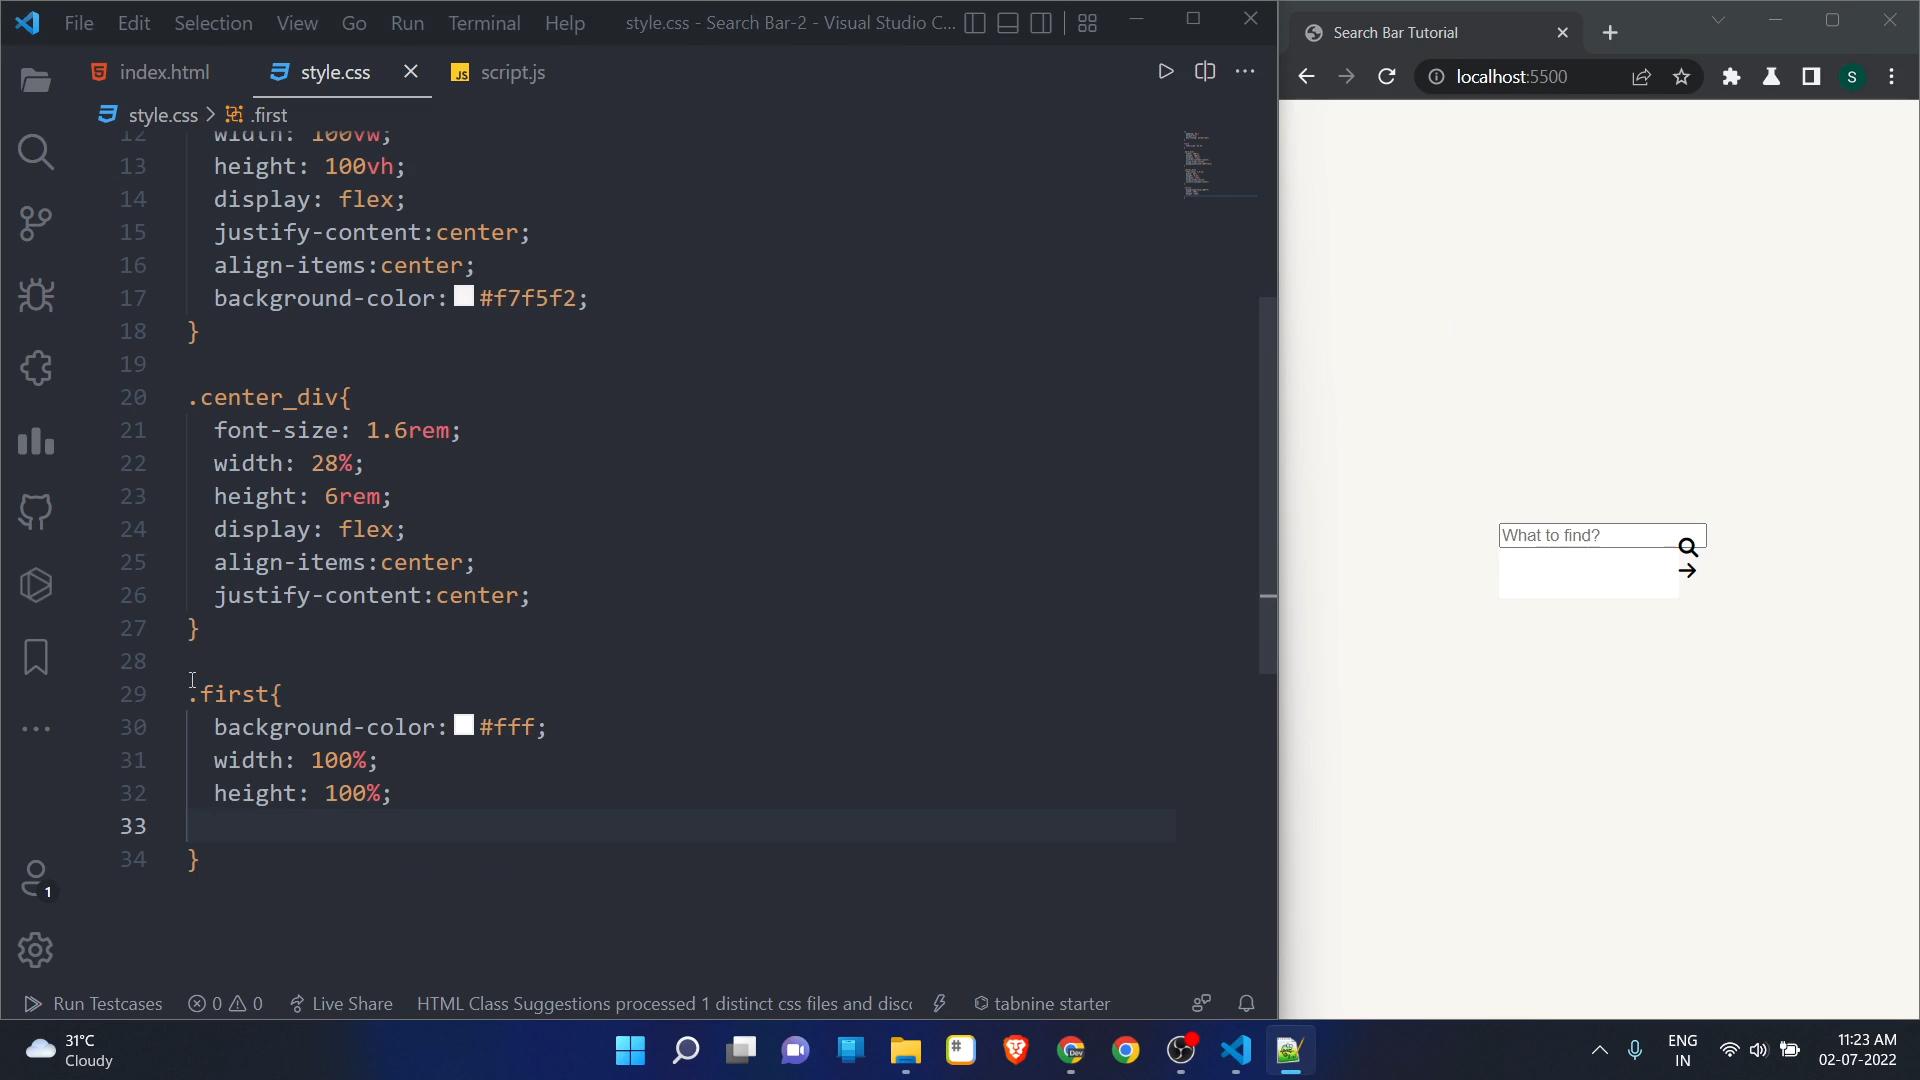 File Edit Selection View Go Run Terminal Help style.css - Search Bar-2 - Visual Studio C...
Search Bar Tutorial
index.html style.css script.js
localhost:5500 S
style.css > .first
12 width: 100vw;
13 height: 100vh;
14 display: flex;
15 justify-content:center;
16 align-items:center;
17 background-color: #f7f5f2;
18 }
19
20 .center_div{
21 font-size: 1.6rem;
22 width: 28%;
23 height: 6rem;
24 display: flex;
25 align-items:center;
26 justify-content:center;
27 }
28
29 .first{
30 background-color: #fff;
31 width: 100%;
32 height: 100%;
33
34 }
What to find?
1
Run Testcases 0 0 Live Share HTML Class Suggestions processed 1 distinct css files and disc tabnine starter
31°C
Cloudy
Dev
ENG
IN
11:23 AM
02-07-2022